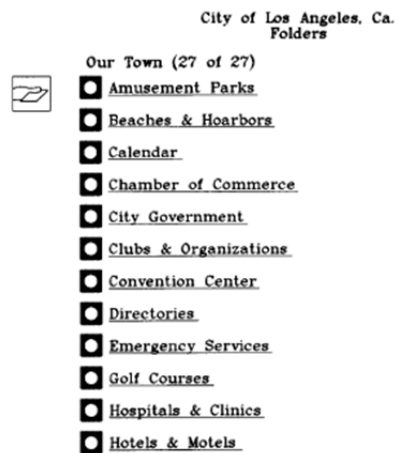 City of Los Angeles, Ca.
Folders
Our Town (27 of 27)
Amusement Parks
Beaches & Hoarbors
Calendar
Chamber of Commerce
City Government
Clubs & Organizations
Convention Center
Directories
Emergency Services
Golf Courses
Hospitals & Clinics
Hotels & Motels